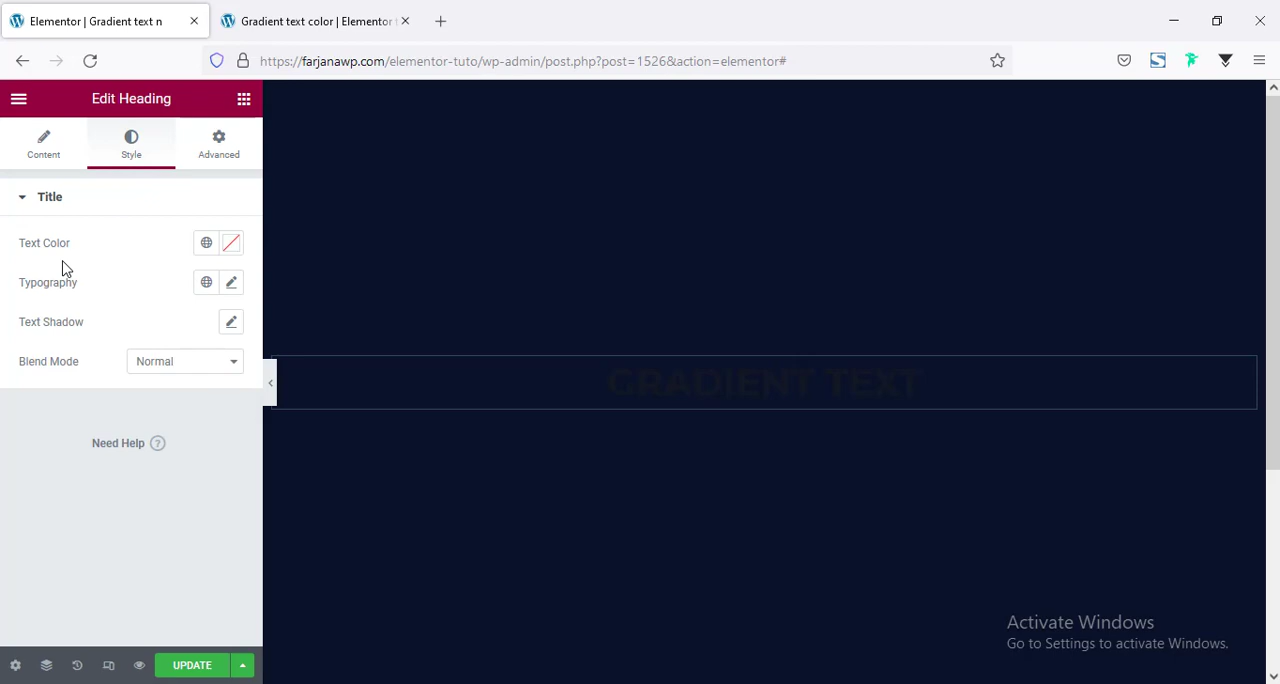 Elementor | Gradient text n
Gradient text color | Elementor
https://farjanawp.com/elementor-tuto/wp-admin/post.php?post=1526&action=elementor#
Edit Heading
Content
Style
Advanced
Title
Text Color
Typography
Text Shadow
Blend Mode
Normal
Need Help ?
UPDATE
GRADIENT TEXT
Activate Windows
Go to Settings to activate Windows.